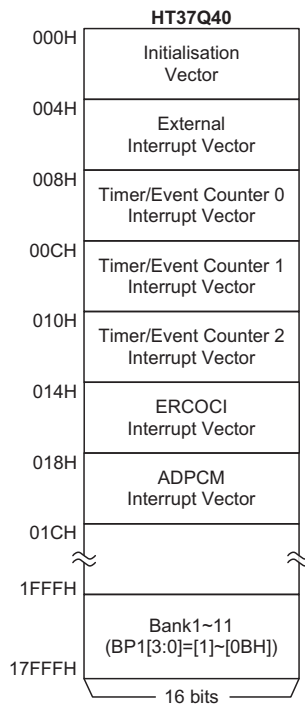 HT37Q40
000H
Initialisation
Vector
004H
External
Interrupt Vector
008H
Timer/Event Counter 0
Interrupt Vector
00CH
Timer/Event Counter 1
Interrupt Vector
010H
Timer/Event Counter 2
Interrupt Vector
014H
ERCOCI
Interrupt Vector
018H
ADPCM
Interrupt Vector
01CH
1FFFH
Bank1~11
(BP1[3:0]=[1]~[0BH])
17FFFH
16 bits